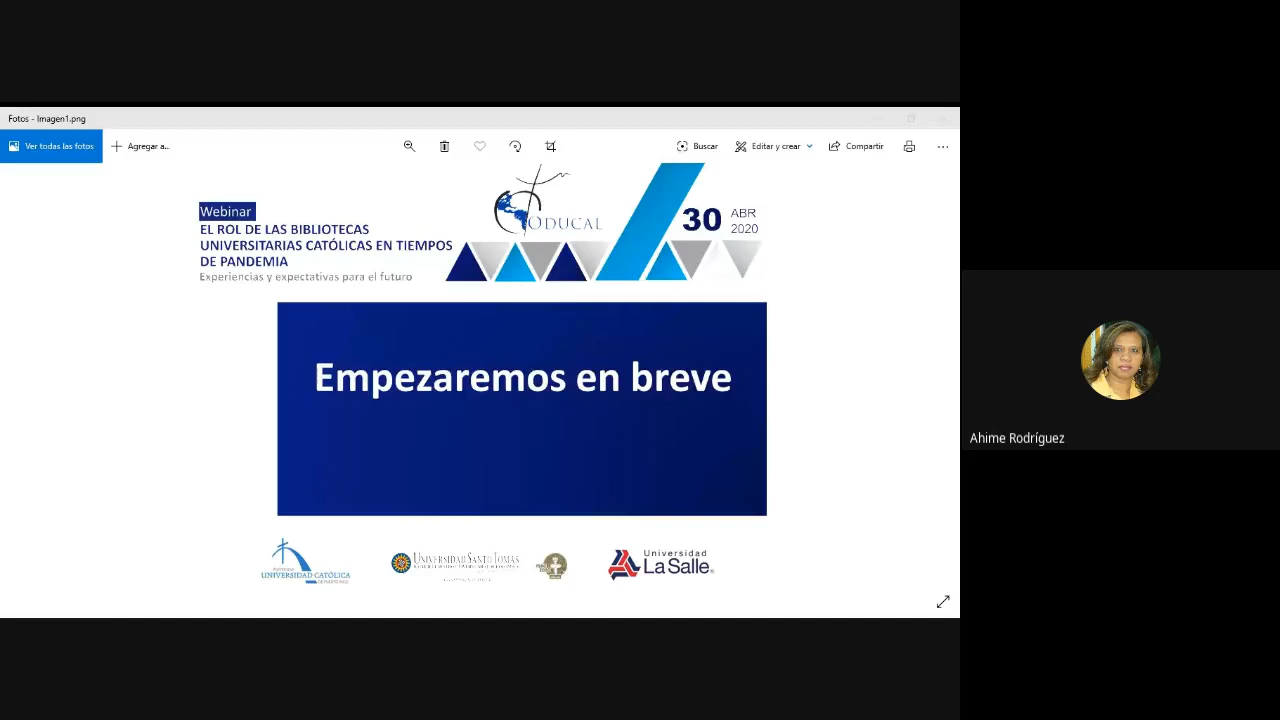 Fotos - Imagen1.png
Ver todas las fotos
Agregar a...
Buscar
Editar y crear
Compartir
Webinar
EL ROL DE LAS BIBLIOTECAS
UNIVERSITARIAS CATÓLICAS EN TIEMPOS
DE PANDEMIA
Experiencias y expectativas para el futuro
ODUCAL
30 ABR
2020
Empezaremos en breve
UNIVERSIDAD CATÓLICA
UNIVERSIDAD SANTO TOMÁS
Universidad
La Salle
Ahime Rodríguez